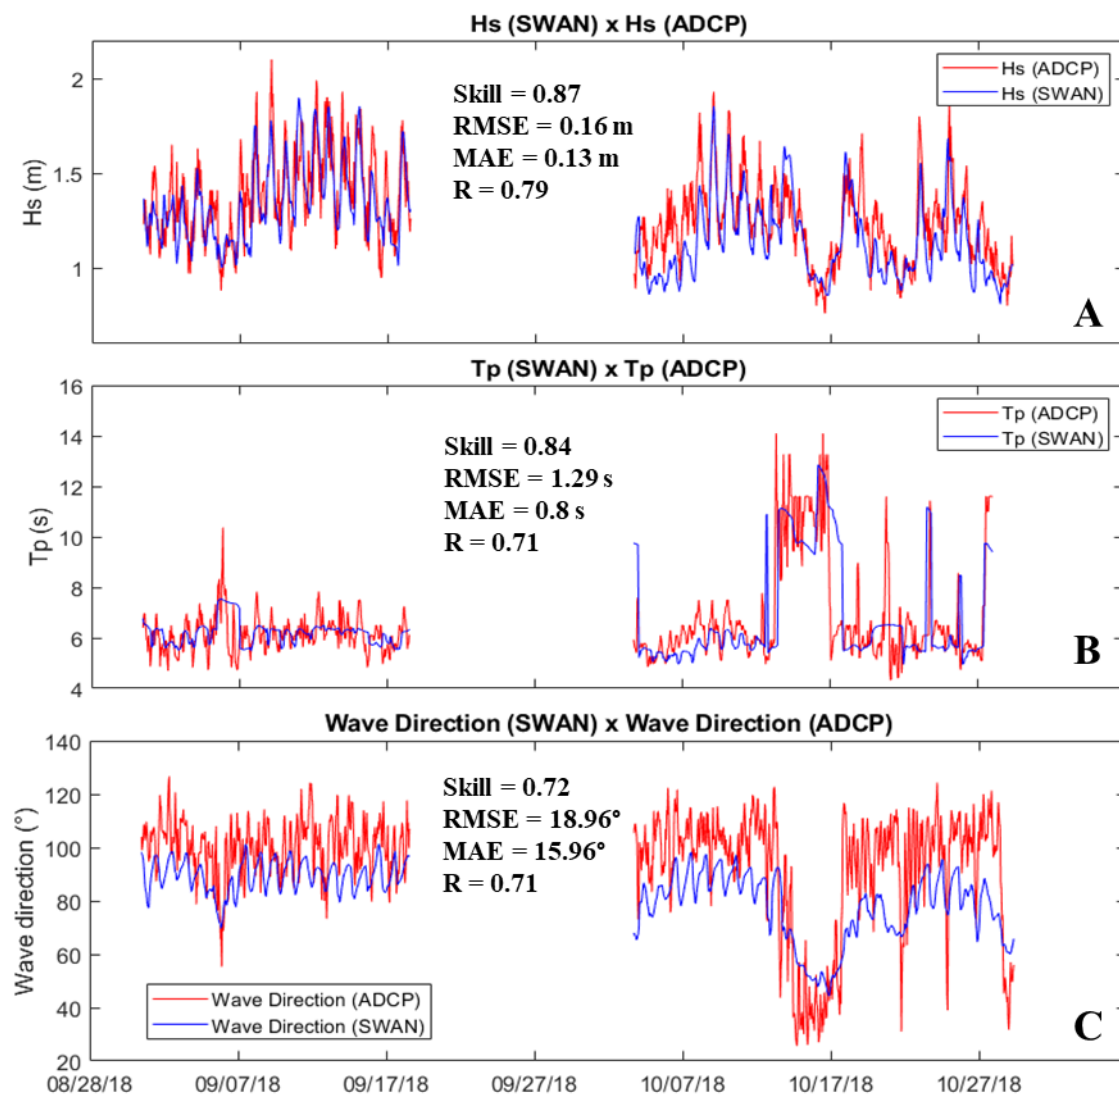 Hs (SWAN) x Hs (ADCP)
Hs (m)
2
1.5
1
Skill = 0.87
RMSE = 0.16 m
MAE = 0.13 m
R = 0.79
Hs (ADCP)
Hs (SWAN)
A
Tp (SWAN) x Tp (ADCP)
Tp (s)
16
14
12
10
8
6
4
Skill = 0.84
RMSE = 1.29 s
MAE = 0.8 s
R = 0.71
Tp (ADCP)
Tp (SWAN)
B
Wave Direction (SWAN) x Wave Direction (ADCP)
Wave direction (°)
140
120
100
80
60
40
20
Skill = 0.72
RMSE = 18.96°
MAE = 15.96°
R = 0.71
Wave Direction (ADCP)
Wave Direction (SWAN)
C
08/28/18 09/07/18 09/17/18 09/27/18 10/07/18 10/17/18 10/27/18